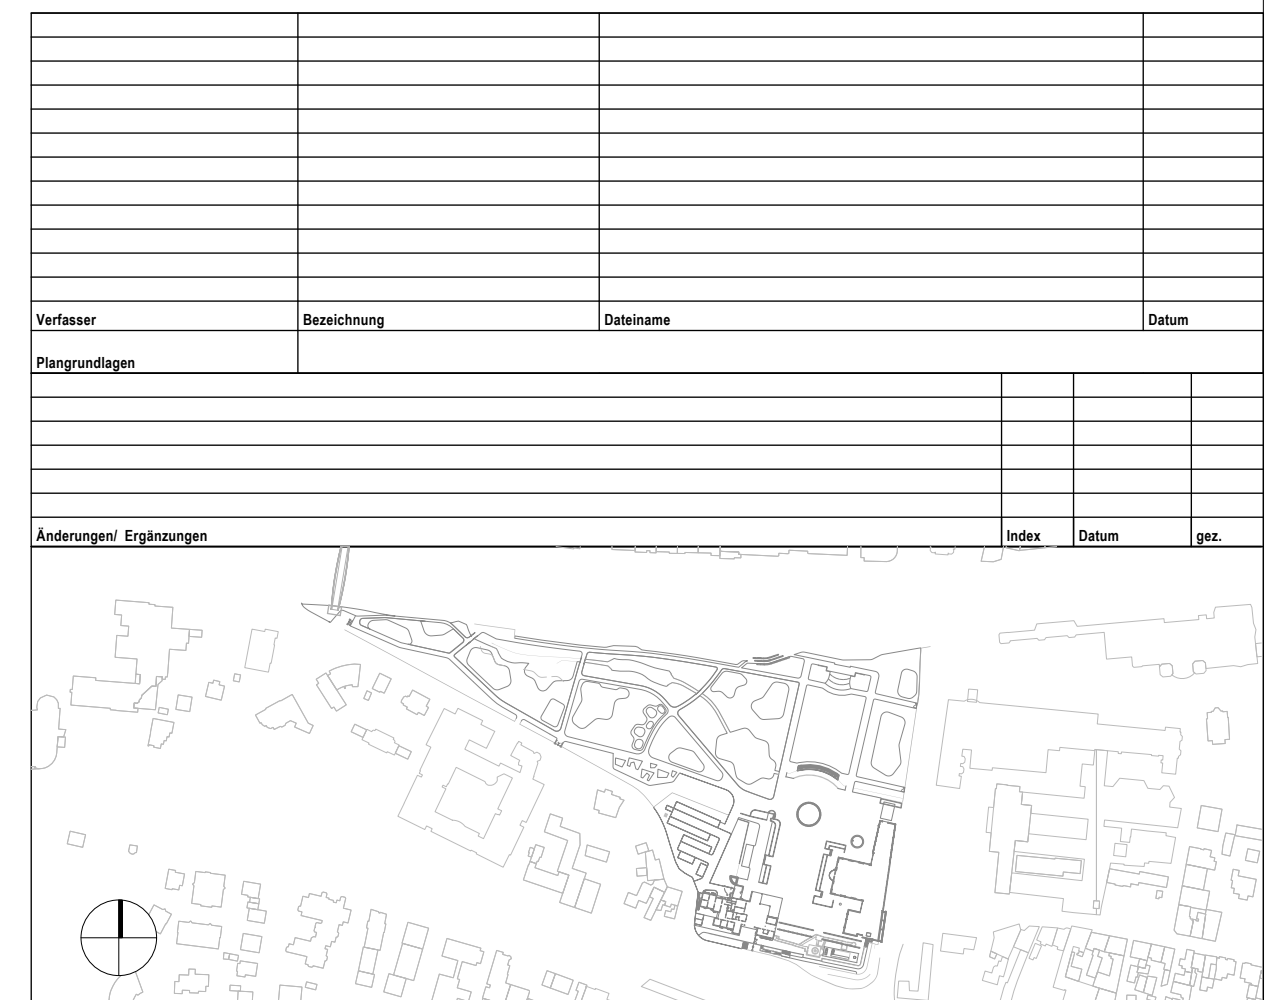 Verfasser Bezeichnung Dateiname Datum
Plangrundlagen
Änderungen/ Ergänzungen Index Datum gez.